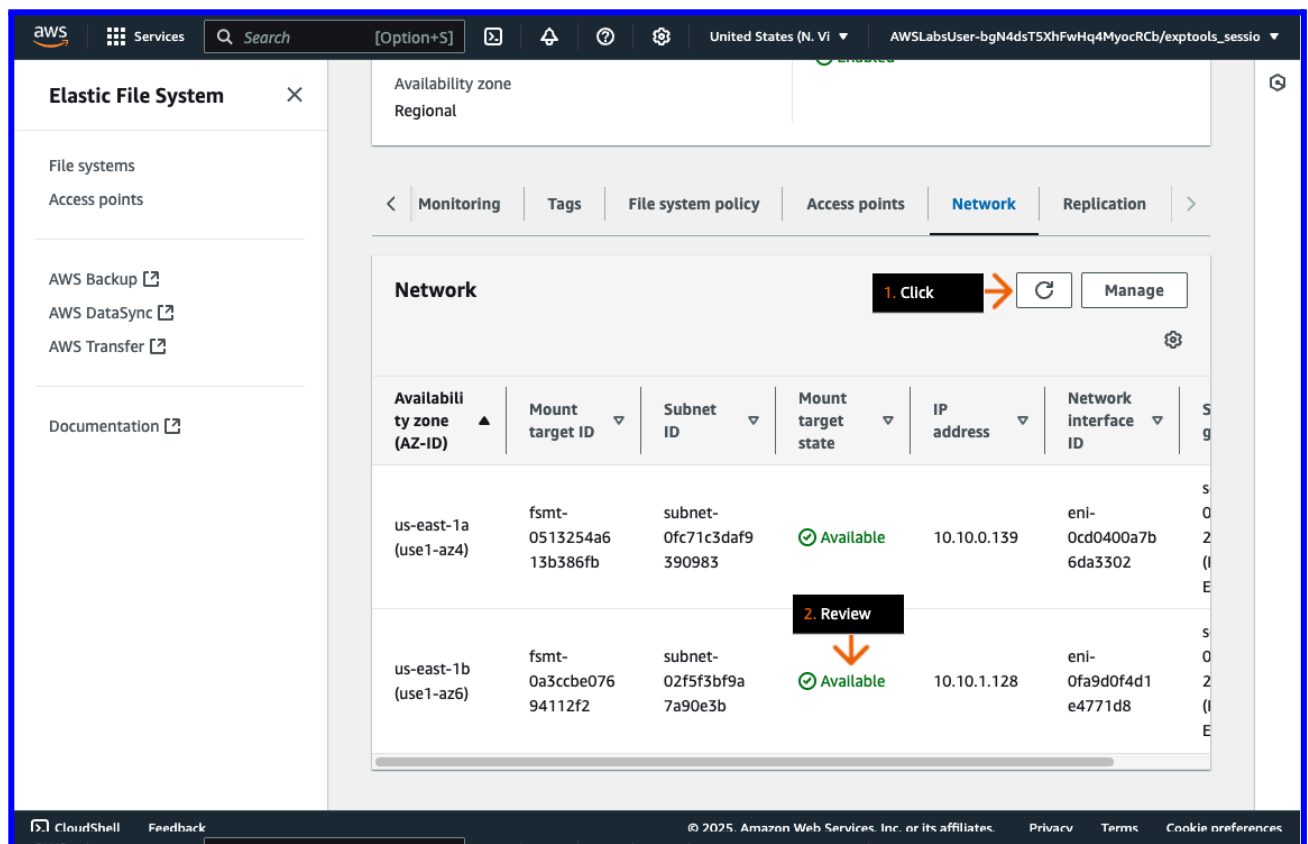 aws
Services
Search
[Option+S]
United States (N. Vi
AWSLabsUser-bgN4dsT5XhFwHq4MyocRCb/exptools_sessio
Elastic File System
File systems
Access points
AWS Backup
AWS DataSync
AWS Transfer
Documentation
Enabled
Availability zone
Regional
Monitoring
Tags
File system policy
Access points
Network
Replication
Network
1. Click
Manage
Availabili
ty zone
(AZ-ID)
Mount
target ID
Subnet
ID
Mount
target
state
IP
address
Network
interface
ID
S
g
us-east-1a
(use1-az4)
fsmt-
0513254a6
13b386fb
subnet-
0fc71c3daf9
390983
Available
10.10.0.139
eni-
0cd0400a7b
6da3302
s
0
2
(
E
2. Review
us-east-1b
(use1-az6)
fsmt-
0a3ccbe076
94112f2
subnet-
02f5f3bf9a
7a90e3b
Available
10.10.1.128
eni-
0fa9d0f4d1
e4771d8
s
0
2
(
E
CloudShell
Feedback
© 2025, Amazon Web Services, Inc. or its affiliates.
Privacy
Terms
Cookie preferences